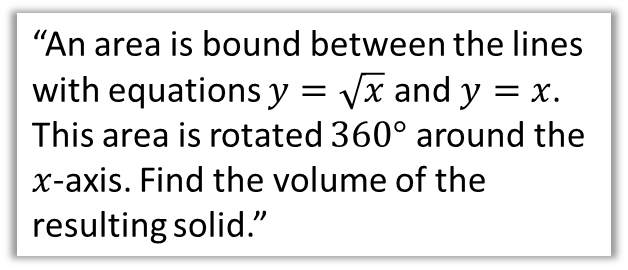 “An area is bound between the lines
with equations 𝑦 = √𝑥 and 𝑦 = 𝑥.
This area is rotated 360° around the
𝑥-axis. Find the volume of the
resulting solid.”